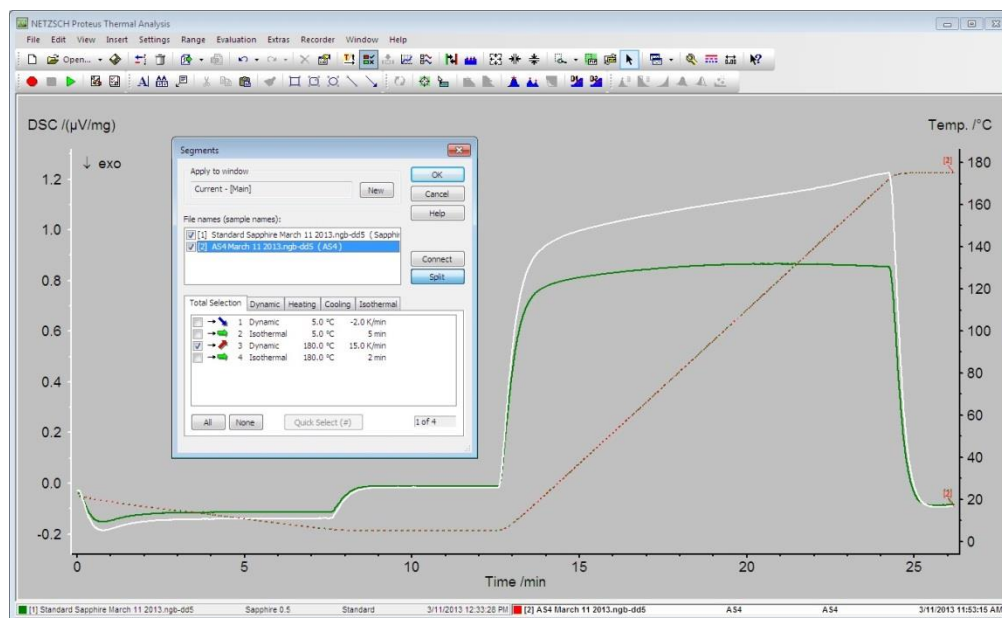 NETZSCH Proteus Thermal Analysis
File Edit View Insert Settings Range Evaluation Extras Recorder Window Help
Open...
DSC /(µV/mg)
Temp. /°C
↓ exo
[2]
1.2
1.0
0.8
0.6
0.4
0.2
0.0
-0.2
180
160
140
120
100
80
60
40
20
0
[2]
0 5 10 15 20 25
Time /min
Segments
Apply to window
Current - [Main]
New
OK
Cancel
Help
File names (sample names):
[1] Standard Sapphire March 11 2013.ngb-dd5 ( Sapphi
[2] AS4 March 11 2013.ngb-dd5 ( AS4 )
Connect
Split
Total Selection Dynamic Heating Cooling Isothermal
1 Dynamic 5.0 °C -2.0 K/min
2 Isothermal 5.0 °C 5 min
3 Dynamic 180.0 °C 15.0 K/min
4 Isothermal 180.0 °C 2 min
All None Quick Select (#) 1 of 4
[1] Standard Sapphire March 11 2013.ngb-dd5 Sapphire 0.5 Standard 3/11/2013 12:33:28 PM [2] AS4 March 11 2013.ngb-dd5 AS4 AS4 3/11/2013 11:53:15 AM